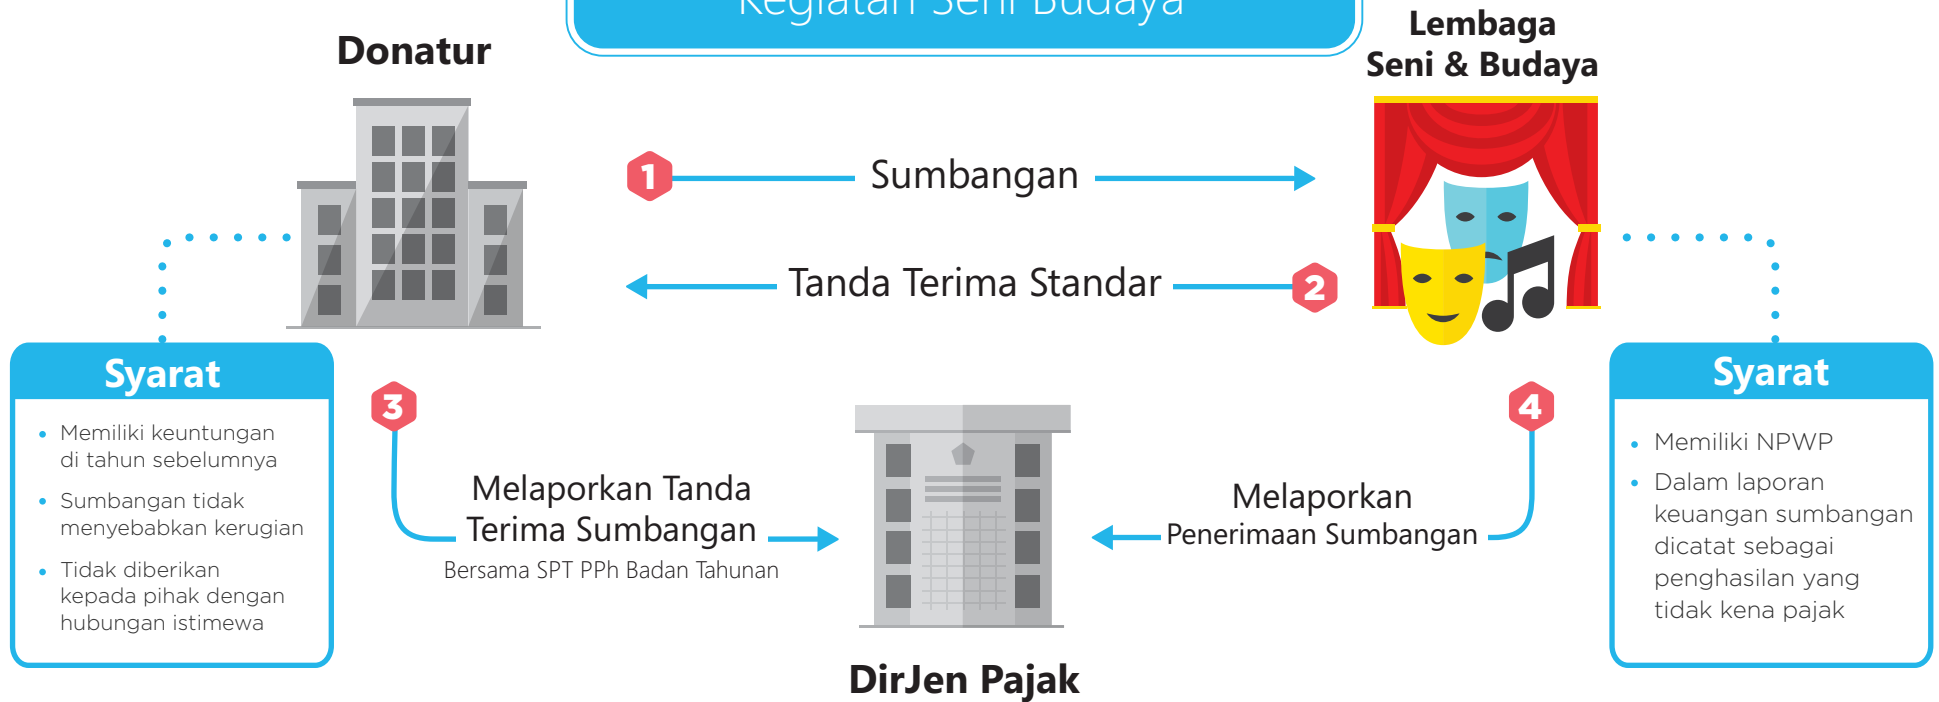 Kegiatan Seni Budaya
Donatur
Lembaga
Seni & Budaya
1
Sumbangan
Tanda Terima Standar
2
Syarat
• Memiliki keuntungan
di tahun sebelumnya
• Sumbangan tidak
menyebabkan kerugian
• Tidak diberikan
kepada pihak dengan
hubungan istimewa
3
Melaporkan Tanda
Terima Sumbangan
Bersama SPT PPh Badan Tahunan
4
Melaporkan
Penerimaan Sumbangan
Syarat
• Memiliki NPWP
• Dalam laporan
keuangan sumbangan
dicatat sebagai
penghasilan yang
tidak kena pajak
DirJen Pajak